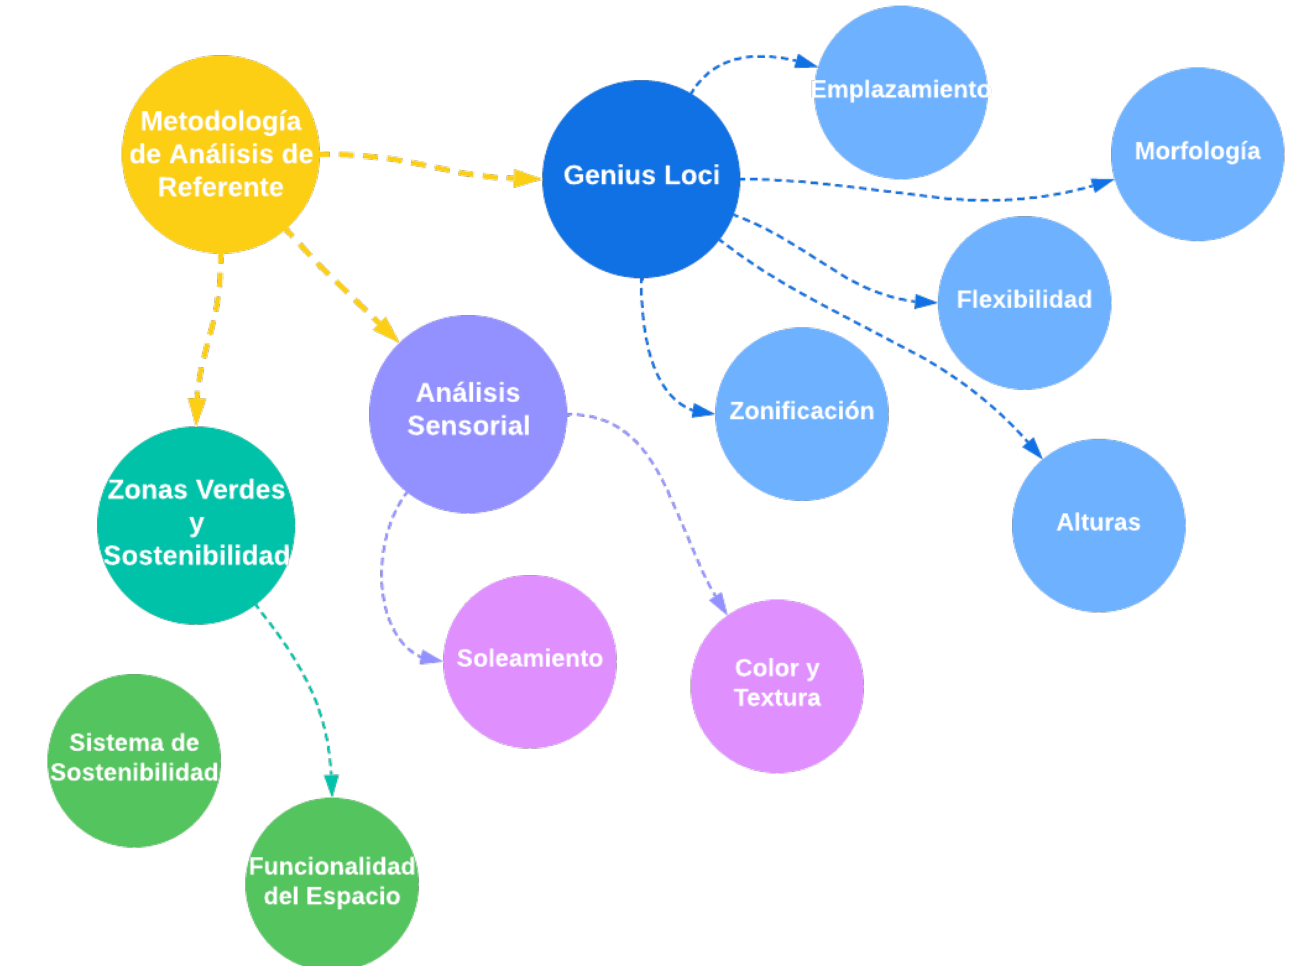 Metodología
de Análisis de
Referente
Genius Loci
Emplazamiento
Morfología
Flexibilidad
Zonificación
Alturas
Análisis
Sensorial
Soleamiento
Color y
Textura
Zonas Verdes
y
Sostenibilidad
Sistema de
Sostenibilidad
Funcionalidad
del Espacio